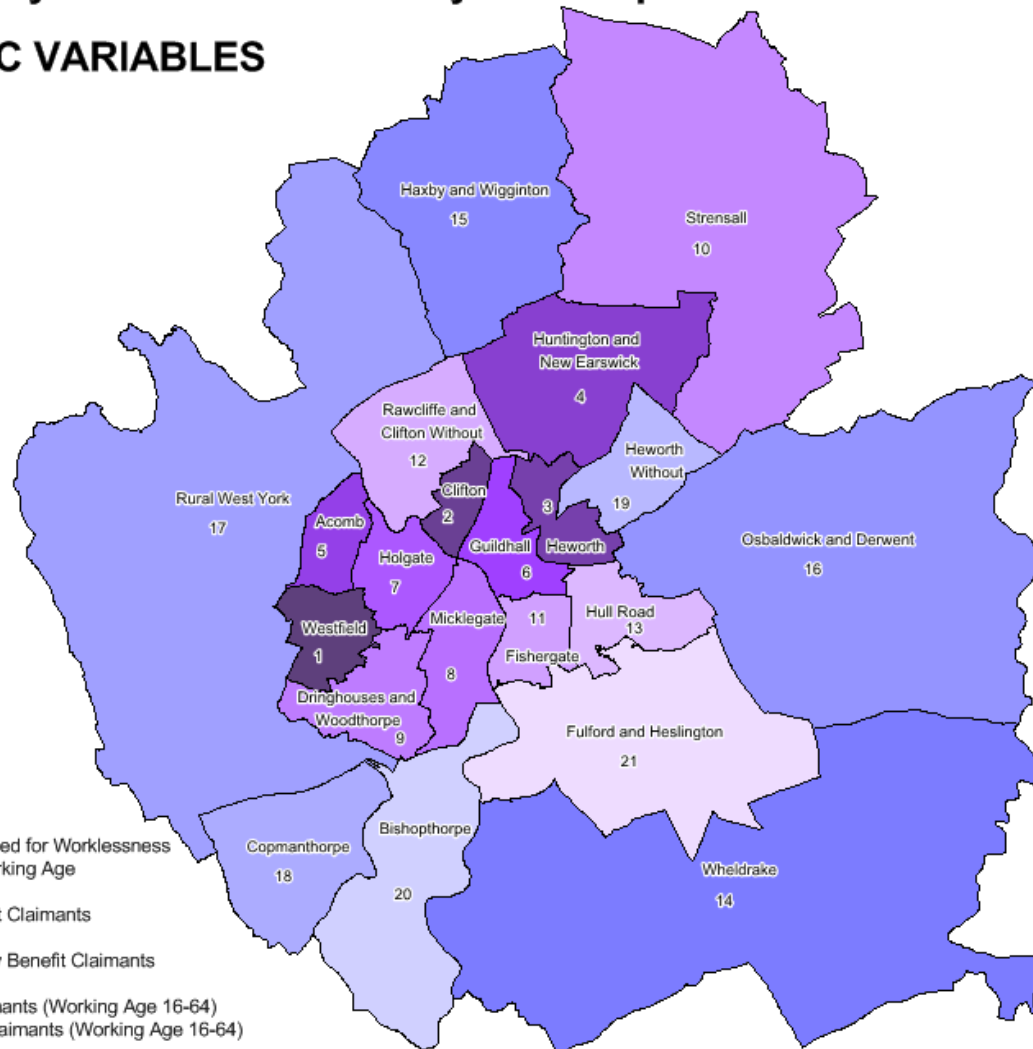 C VARIABLES
Haxby and Wigginton
15
Strensall
10
Huntington and
New Earswick
4
Rawcliffe and
Clifton Without
12
Heworth
Without
19
Rural West York
17
Clifton
2
3
Acomb
5
Guildhall
6
Heworth
Holgate
7
Osbaldwick and Derwent
16
Westfield
1
Micklegate
8
11
Fishergate
Hull Road
13
Dringhouses and
Woodthorpe
9
Fulford and Heslington
21
Bishopthorpe
20
Copmanthorpe
18
Wheldrake
14
ed for Worklessness
rking Age
t Claimants
y Benefit Claimants
nants (Working Age 16-64)
laimants (Working Age 16-64)